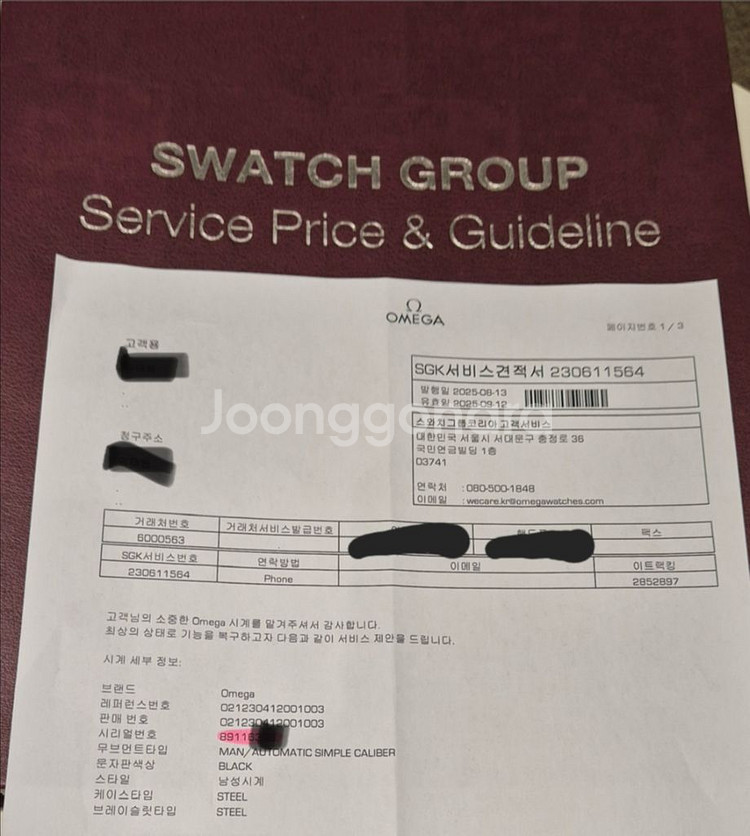 SWATCH GROUP
Service Price & Guideline
Ω
OMEGA
페이지번호 1 / 3
고객용
SGK서비스견적서 230611564
발행일 2025-08-13
유효일 2025-09-12
Joonggonara
청구주소
스와치그룹코리아고객서비스
대한민국 서울시 서대문구 충정로 36
국민연금빌딩 1층
03741
연락처 : 080-500-1848
이메일 : wecare.kr@omegawatches.com
거래처번호 거래처서비스발급번호 팩스
6000563
SGK서비스번호 연락방법 이메일 이트랙킹
230611564 Phone 2852897
고객님의 소중한 Omega 시계를 맡겨주셔서 감사합니다.
최상의 상태로 기능을 복구하고자 다음과 같이 서비스 제안을 드립니다.
시계 세부 정보:
브랜드 Omega
레퍼런스번호 021230412001003
판매 번호 021230412001003
시리얼번호 89116
무브먼트타입 MAN/AUTOMATIC SIMPLE CALIBER
문자판색상 BLACK
스타일 남성시계
케이스타입 STEEL
브레이슬릿타입 STEEL